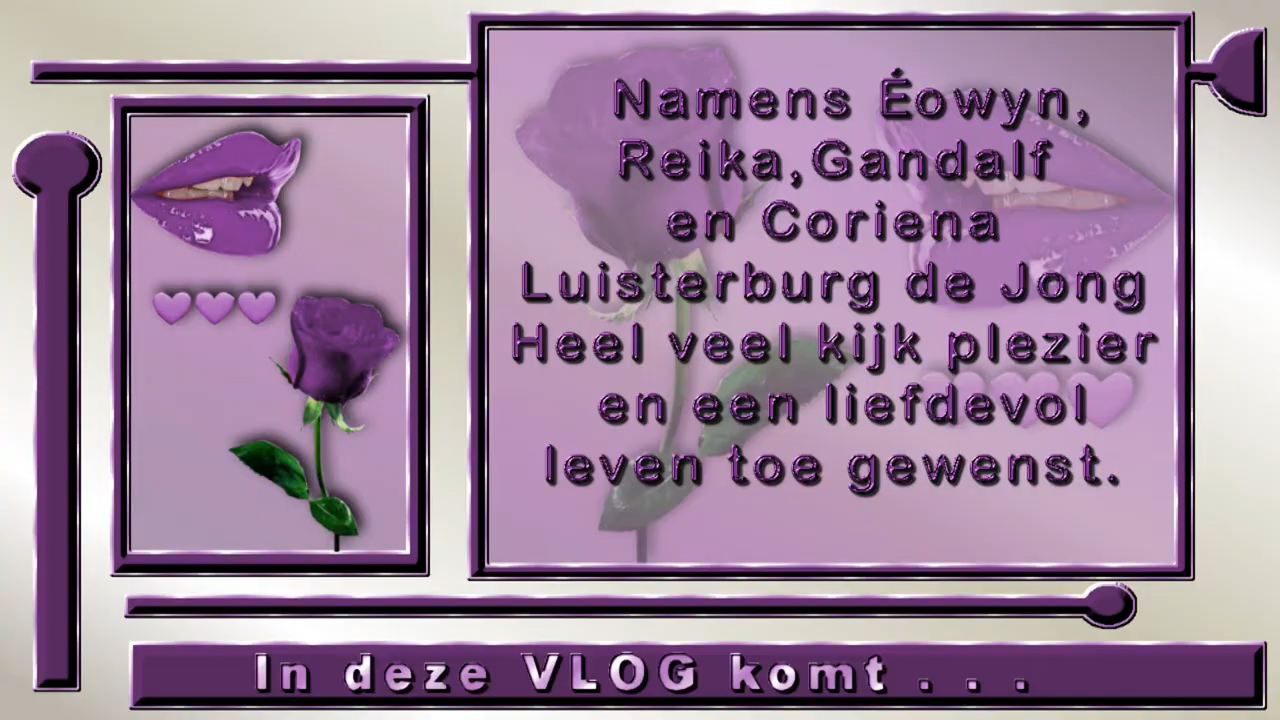 Namens Éowyn,
Reika,Gandalf
en Coriena
Luisterburg de Jong
Heel veel kijk plezier
en een liefdevol
leven toe gewenst.
In deze VLOG komt . . .